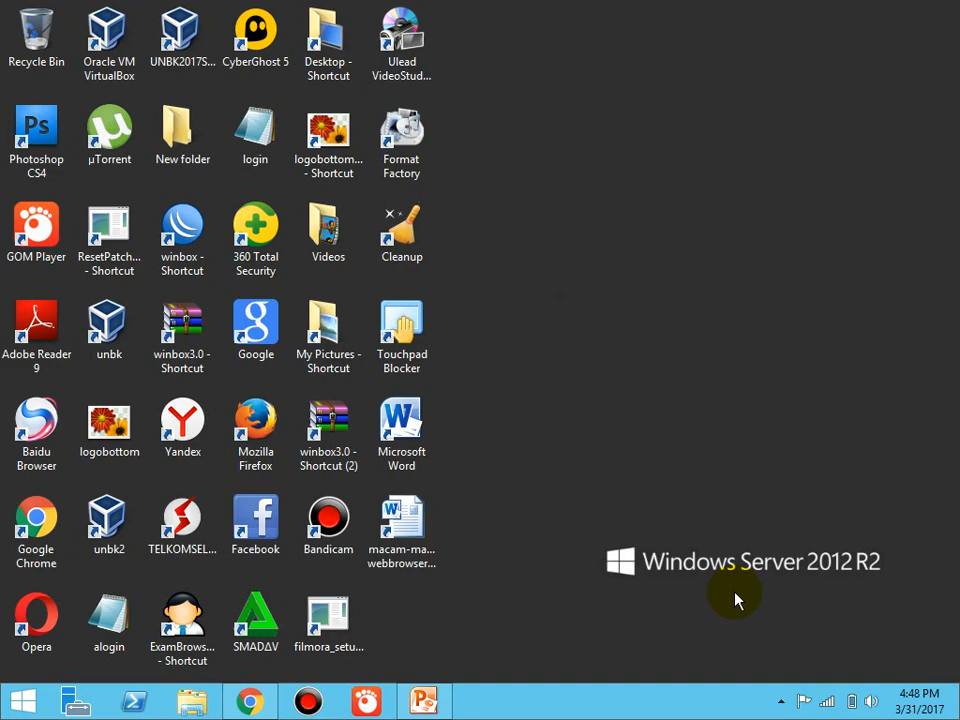 Recycle Bin
Oracle VM
VirtualBox
UNBK2017S...
CyberGhost 5
Desktop -
Shortcut
Ulead
VideoStud...
Ps
Photoshop
CS4
µTorrent
New folder
login
logobottom...
- Shortcut
Format
Factory
GOM Player
ResetPatch...
- Shortcut
winbox -
Shortcut
360 Total
Security
Videos
Cleanup
Adobe Reader
9
unbk
winbox3.0 -
Shortcut
Google
My Pictures -
Shortcut
Touchpad
Blocker
Baidu
Browser
logobottom
Yandex
Mozilla
Firefox
winbox3.0 -
Shortcut (2)
Microsoft
Word
Google
Chrome
unbk2
TELKOMSEL...
Facebook
Bandicam
macam-ma...
webbrowser...
Windows Server 2012 R2
Opera
alogin
ExamBrows...
- Shortcut
SMADΔV
filmora_setu...
4:48 PM
3/31/2017